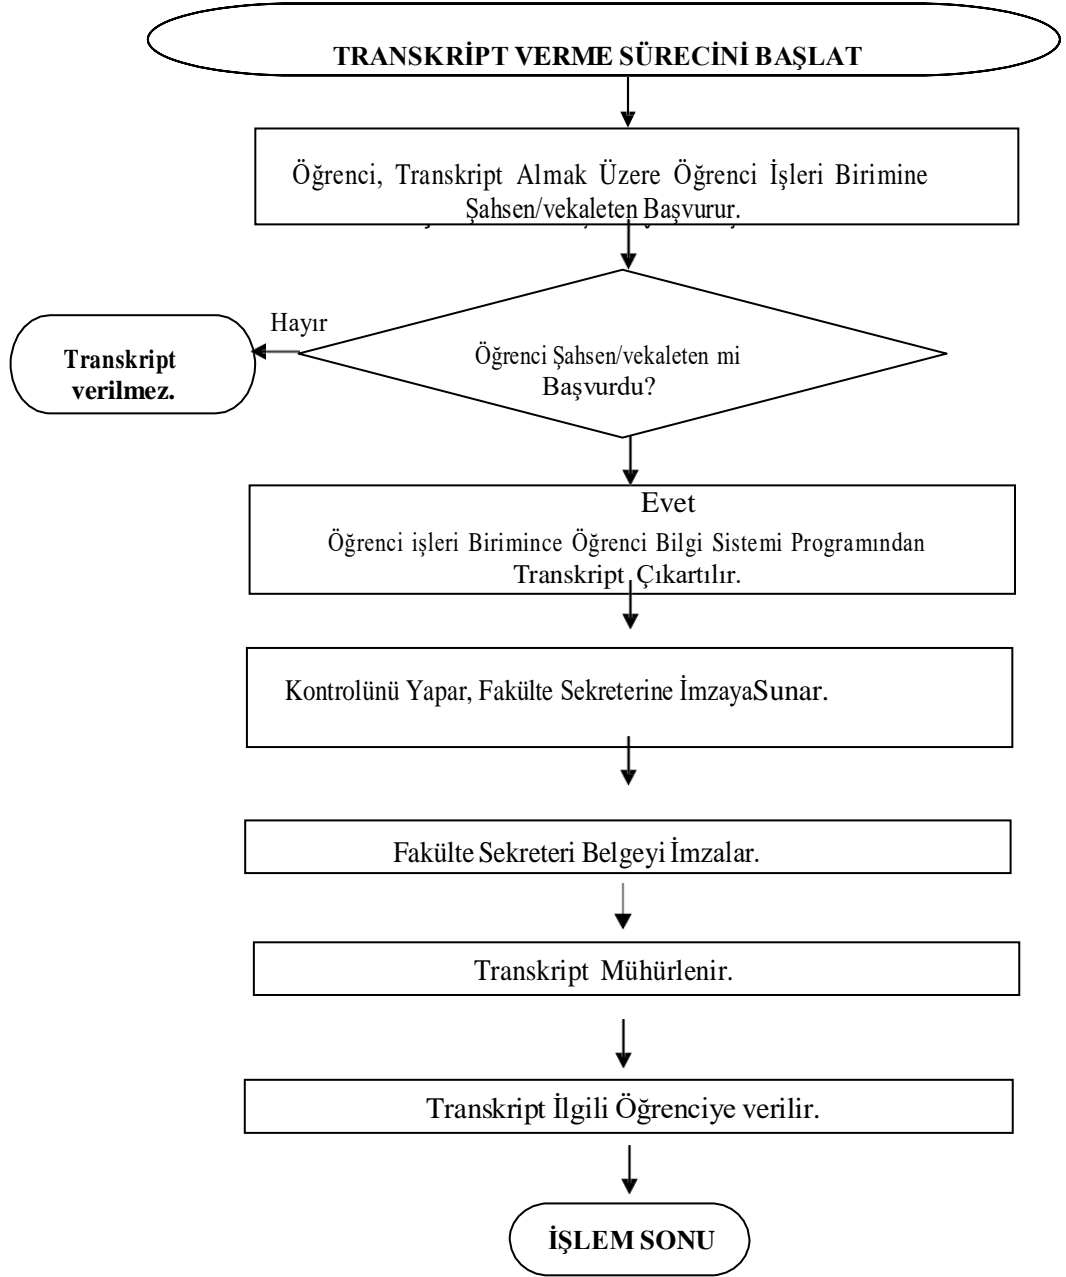 TRANSKRİPT VERME SÜRECİNİ BAŞLAT
Öğrenci, Transkript Almak Üzere Öğrenci İşleri Birimine
Şahsen/vekaleten Başvurur.
Hayır
Öğrenci Şahsen/vekaleten mi
Başvurdu?
Transkript
verilmez.
Evet
Öğrenci işleri Birimince Öğrenci Bilgi Sistemi Programından
Transkript Çıkartılır.
Kontrolünü Yapar, Fakülte Sekreterine İmzayaSunar.
Fakülte Sekreteri Belgeyi İmzalar.
Transkript Mühürlenir.
Transkript İlgili Öğrenciye verilir.
İŞLEM SONU